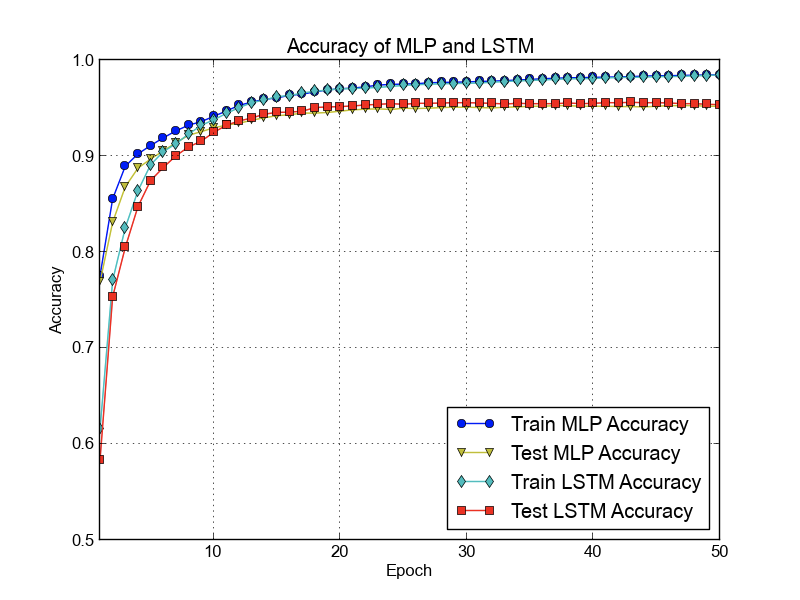 Accuracy of MLP and LSTM
1.0
0.9
0.8
0.7
0.6
0.5
Accuracy
10
20
30
40
50
Epoch
Train MLP Accuracy
Test MLP Accuracy
Train LSTM Accuracy
Test LSTM Accuracy